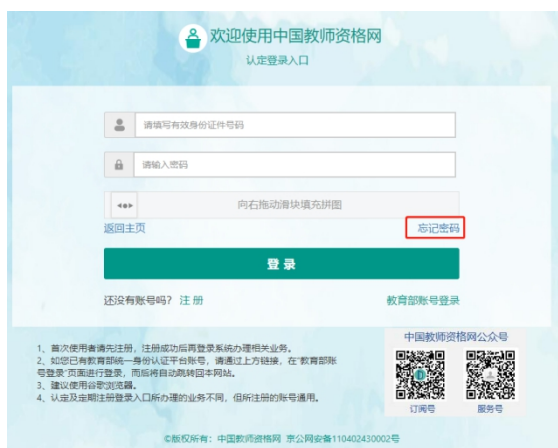 欢迎使用中国教师资格网
认定登录入口
请填写有效身份证件号码
请输入密码
向右拖动滑块填充拼图
返回主页 忘记密码
登 录
还没有账号吗？ 注 册 教育部账号登录
中国教师资格网公众号
1、首次使用者请先注册，注册成功后再登录系统办理相关业务。
2、如您已有教育部统一身份认证平台账号，请通过上方链接，在“教育部账
号登录”页面进行登录，而后将自动跳转回本网站。
3、建议使用谷歌浏览器。
4、认定及定期注册登录入口所办理的业务不同，但所注册的账号通用。
订阅号 服务号
©版权所有：中国教师资格网 京公网安备110402430002号